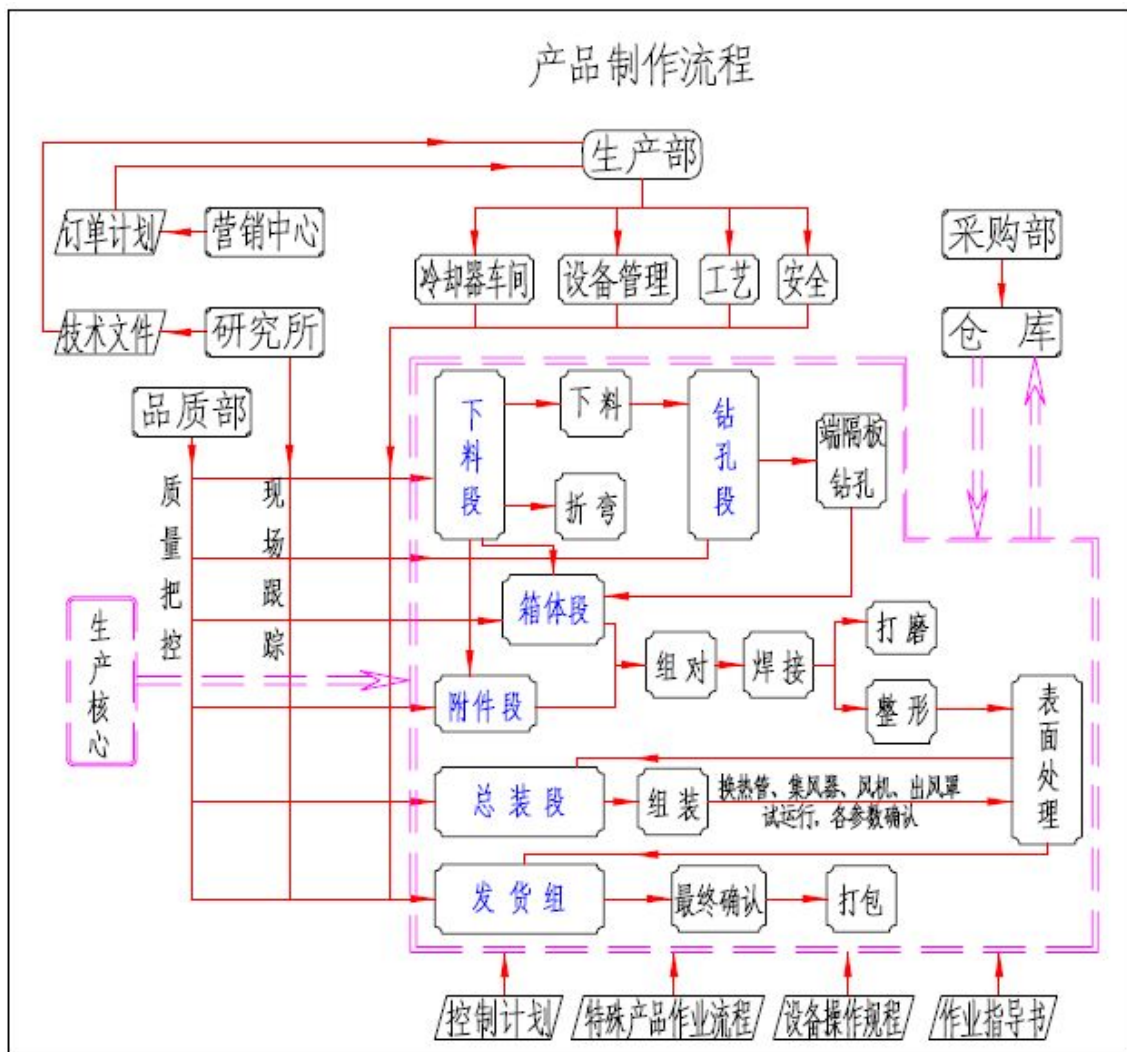 产品制作流程
生产部
订单计划
营销中心
采购部
冷却器车间
设备管理
工艺
安全
技术文件
研究所
仓 库
品质部
下料段
下料
钻孔段
端隔板
钻孔
折弯
质量把控
现场跟踪
箱体段
生产核心
打磨
组对
焊接
附件段
整形
表面处理
总装段
组装
换热管、集风器、风机、出风罩
试运行,各参数确认
发货组
最终确认
打包
控制计划
特殊产品作业流程
设备操作规程
作业指导书